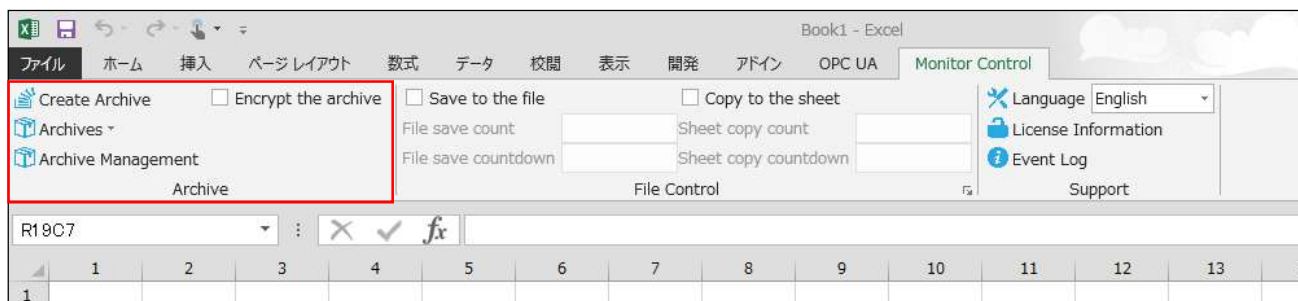 Book1 - Excel
ファイル ホーム 挿入 ページ レイアウト 数式 データ 校閲 表示 開発 アドイン OPC UA Monitor Control
Create Archive Encrypt the archive Save to the file Copy to the sheet Language English
Archives File save count Sheet copy count License Information
Archive Management File save countdown Sheet copy countdown Event Log
Archive File Control Support
R19C7 fx
1 2 3 4 5 6 7 8 9 10 11 12 13
1